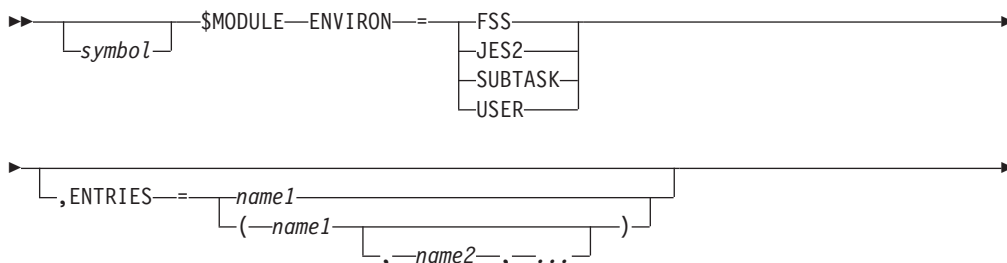 $MODULE ENVIRON = FSS
symbol JES2
SUBTASK
USER
,ENTRIES = name1
( name1 )
, name2 , ...